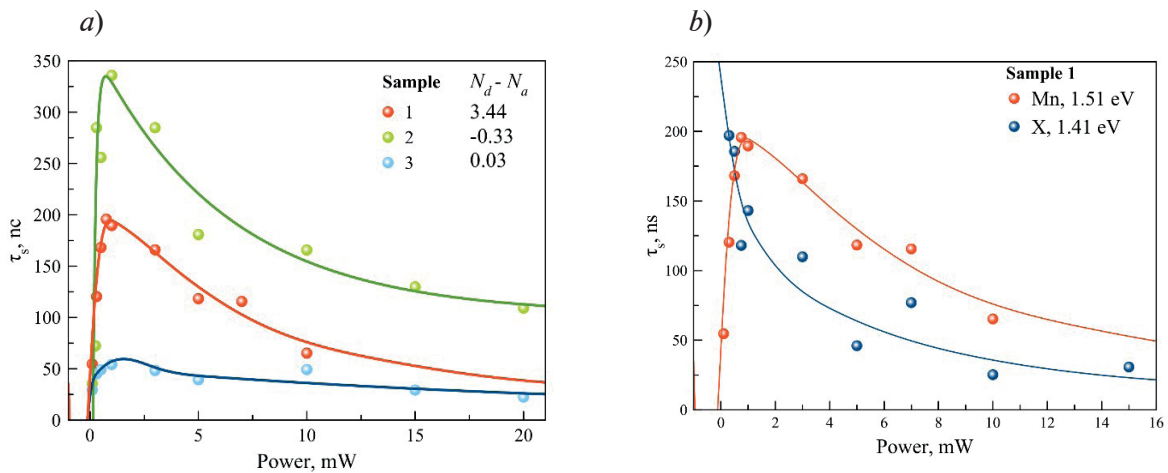 a)
350
300
250
200
150
100
50
0
τs, nc
0 5 10 15 20
Power, mW
Sample Nd - Na
1 3.44
2 -0.33
3 0.03
b)
250
200
150
100
50
0
τs, ns
0 2 4 6 8 10 12 14 16
Power, mW
Sample 1
Mn, 1.51 eV
X, 1.41 eV